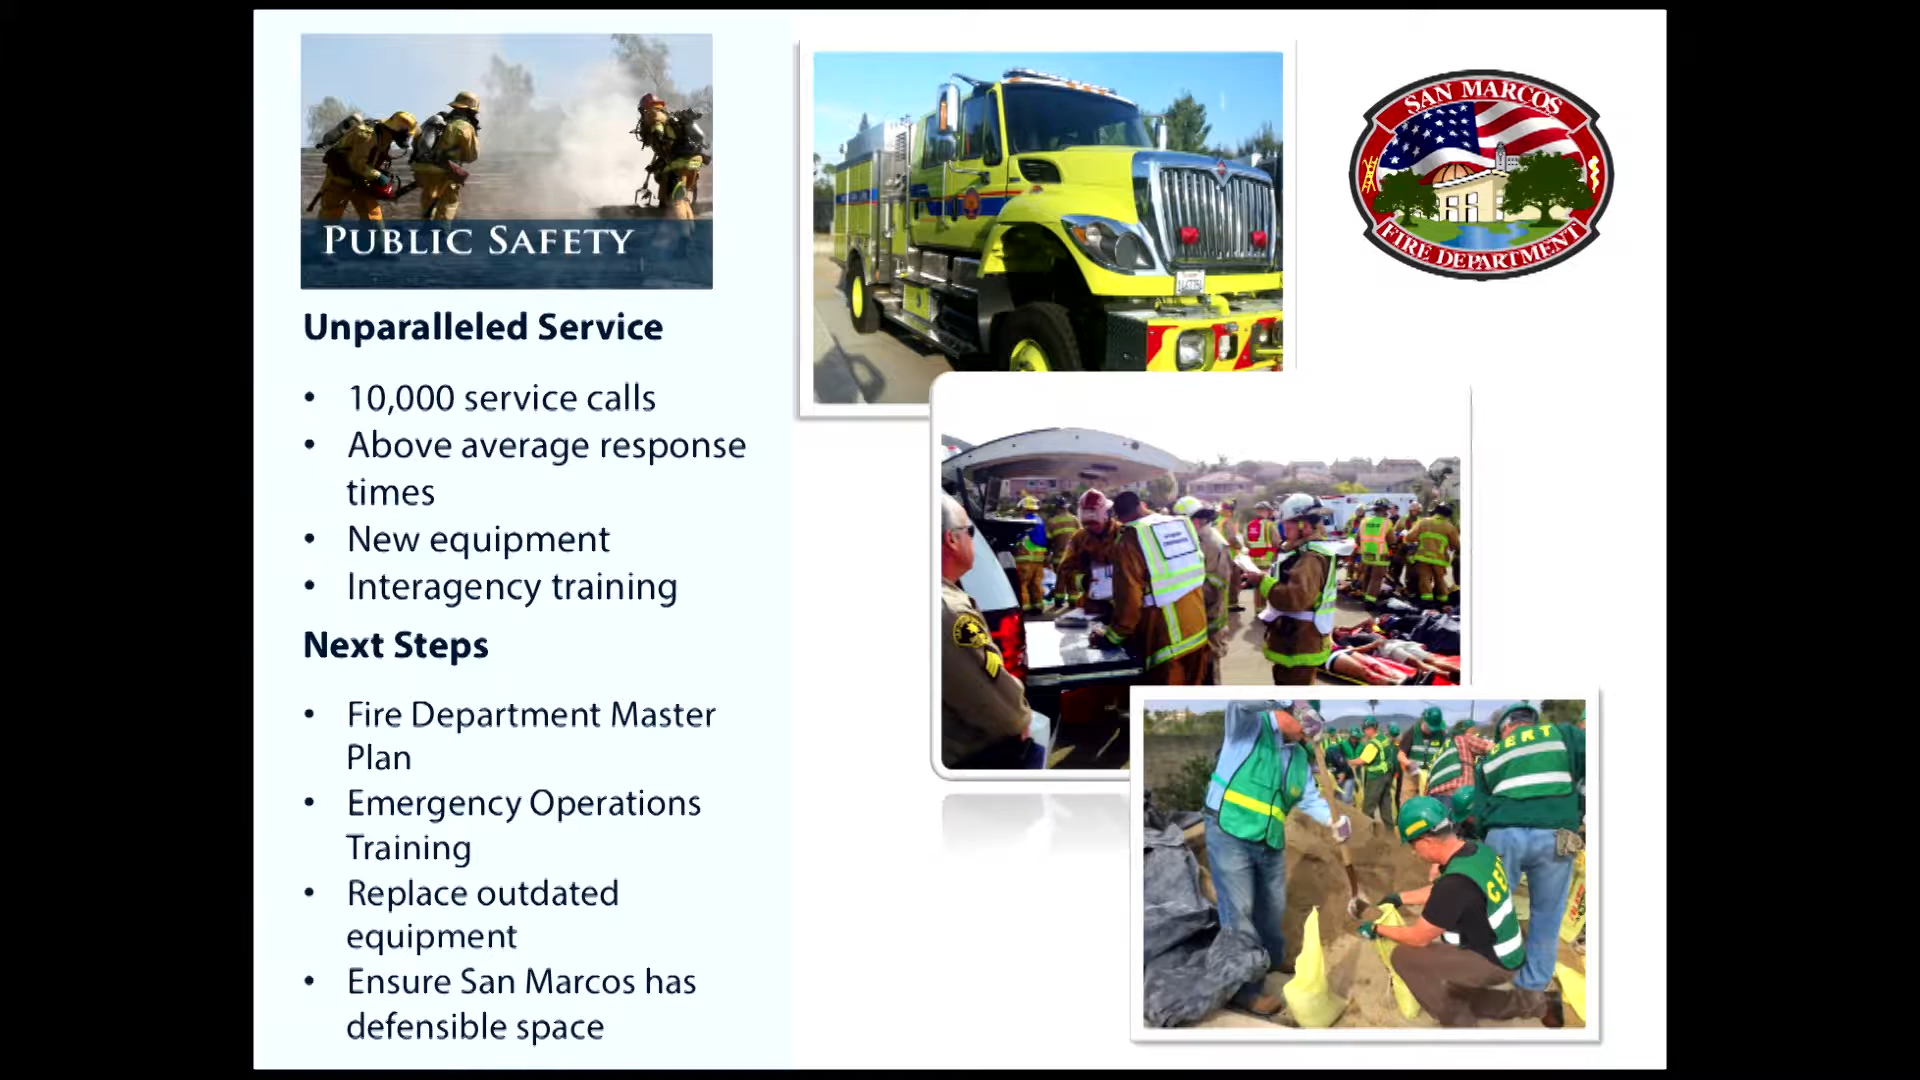 PUBLIC SAFETY
Unparalleled Service
• 10,000 service calls
• Above average response
times
• New equipment
• Interagency training
Next Steps
• Fire Department Master
Plan
• Emergency Operations
Training
• Replace outdated
equipment
• Ensure San Marcos has
defensible space
SAN MARCOS
FIRE DEPARTMENT
CERT